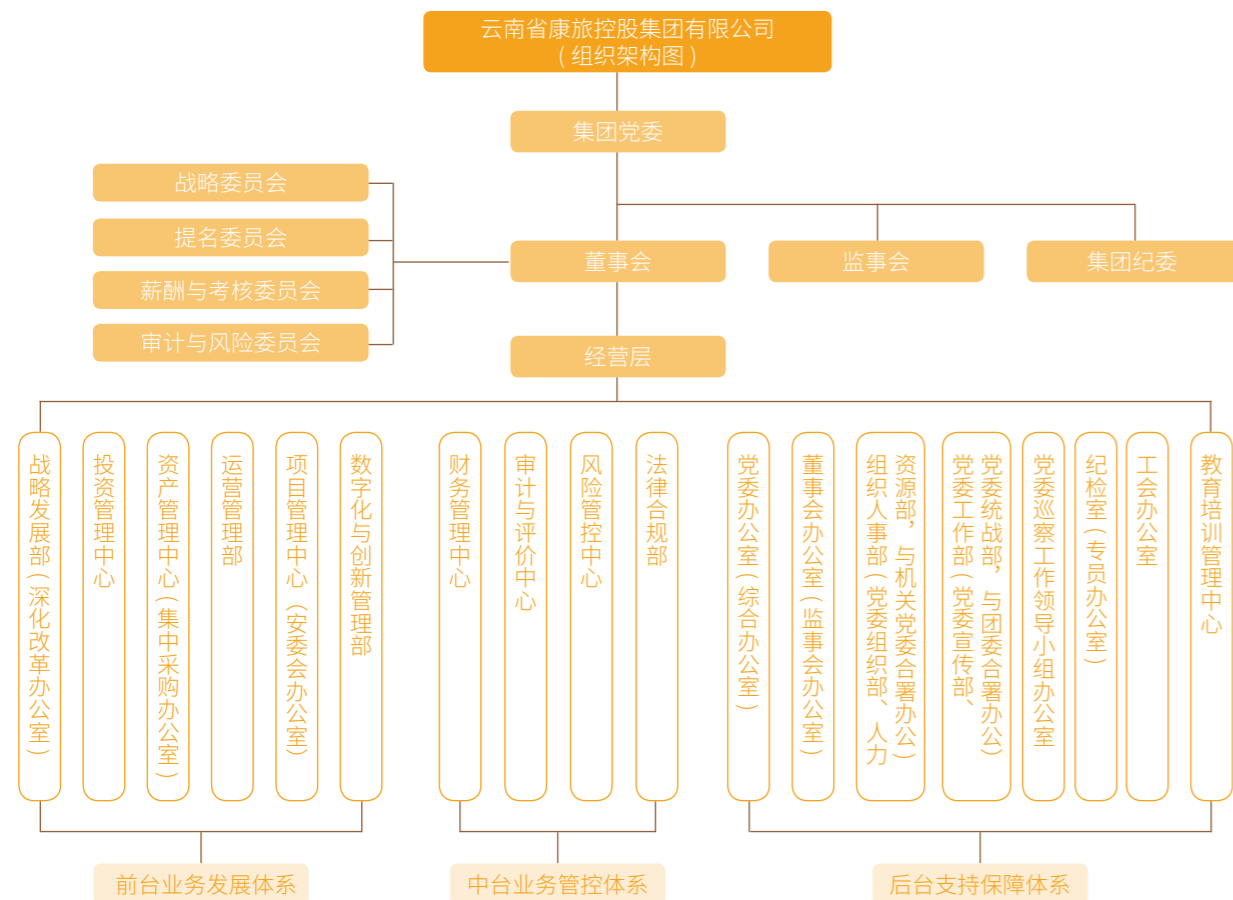 云南省康旅控股集团有限公司
(组织架构图)
集团党委
战略委员会
提名委员会
薪酬与考核委员会
审计与风险委员会
董事会
监事会
集团纪委
经营层
战略发展部(深化改革办公室)
投资管理中心
资产管理中心(集中采购办公室)
运营管理部
项目管理中心(安委会办公室)
数字化与创新管理部
财务管理中心
审计与评价中心
风险管控中心
法律合规部
党委办公室(综合办公室)
董事会办公室(监事会办公室)
组织人事部(党委组织部、人力
资源部,与机关党委合署办公)
党委工作部(党委宣传部、
党委统战部,与团委合署办公)
党委巡察工作领导小组办公室
纪检室(专员办公室)
工会办公室
教育培训管理中心
前台业务发展体系
中台业务管控体系
后台支持保障体系